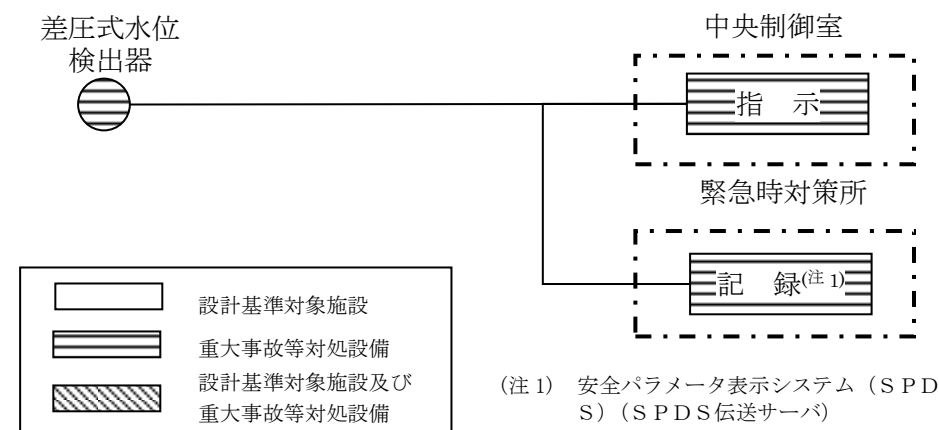 差圧式水位
検出器
中央制御室
指　示
緊急時対策所
記　録(注 1)
設計基準対象施設
重大事故等対処設備
設計基準対象施設及び
重大事故等対処設備
(注 1)　安全パラメータ表示システム（ＳＰＤ
Ｓ）（ＳＰＤＳ伝送サーバ）